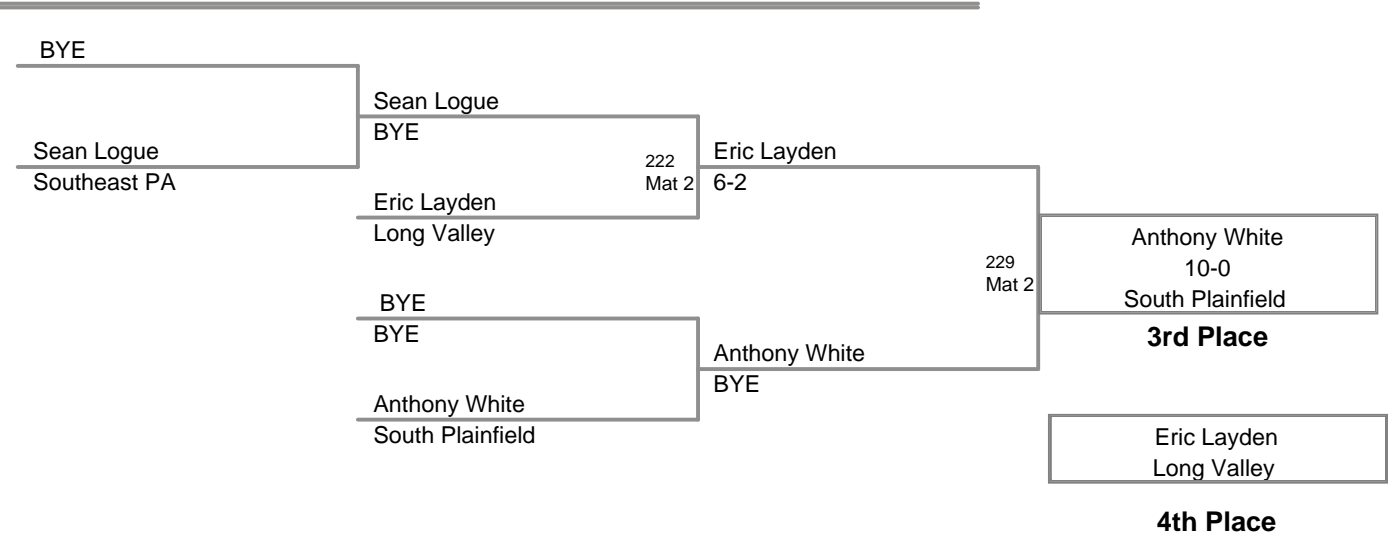 BYE
Sean Logue
Southeast PA
Sean Logue
BYE
Eric Layden
Long Valley
222
Mat 2
Eric Layden
6-2
BYE
BYE
Anthony White
South Plainfield
Anthony White
BYE
229
Mat 2
Anthony White
10-0
South Plainfield
3rd Place
Eric Layden
Long Valley
4th Place